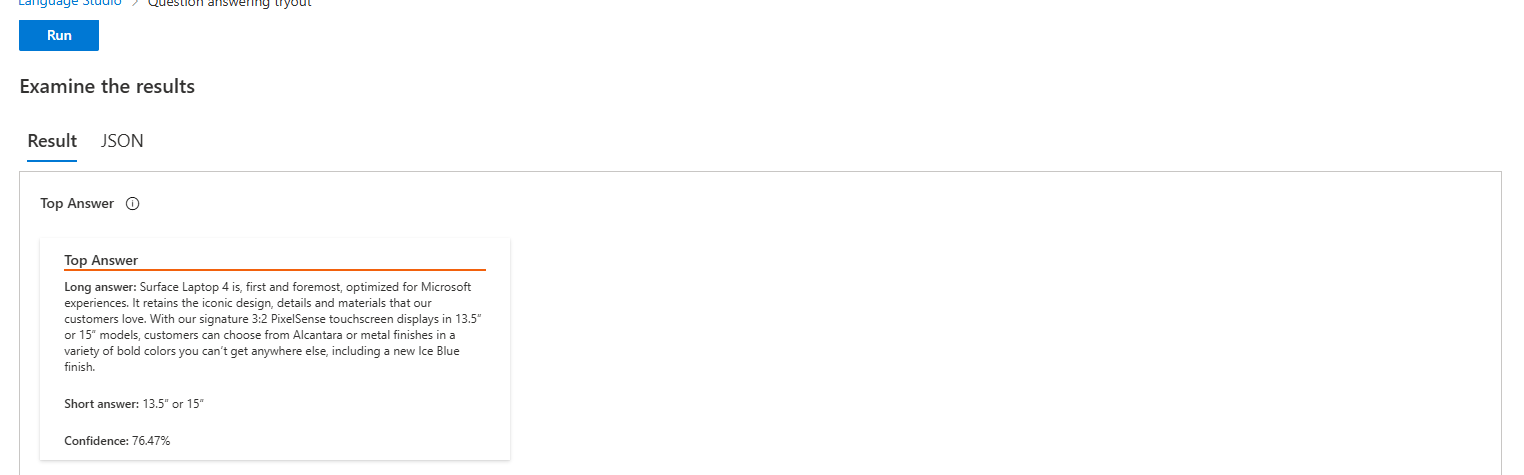 Language Studio > Question answering tryout
Run
Examine the results
Result JSON
Top Answer
Top Answer
Long answer: Surface Laptop 4 is, first and foremost, optimized for Microsoft
experiences. It retains the iconic design, details and materials that our
customers love. With our signature 3:2 PixelSense touchscreen displays in 13.5”
or 15” models, customers can choose from Alcantara or metal finishes in a
variety of bold colors you can’t get anywhere else, including a new Ice Blue
finish.
Short answer: 13.5” or 15”
Confidence: 76.47%